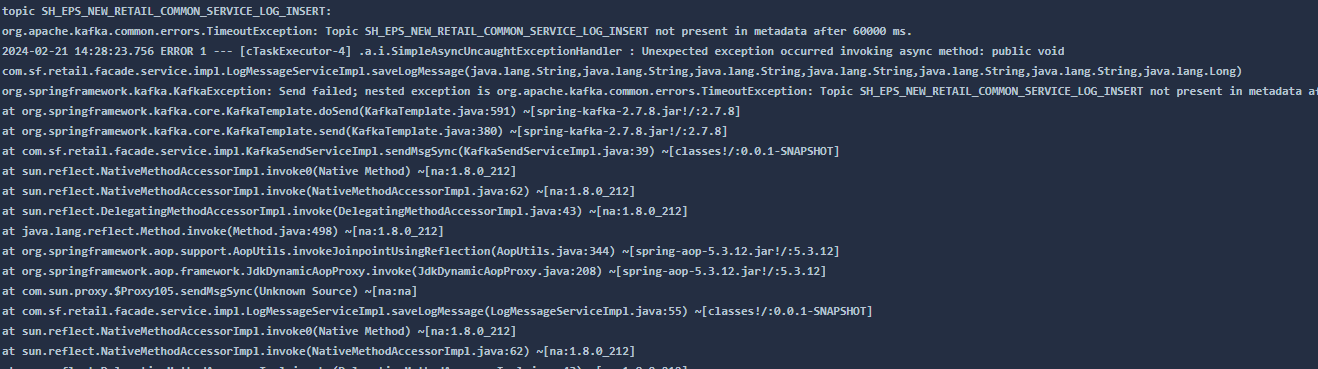 topic SH_EPS_NEW_RETAIL_COMMON_SERVICE_LOG_INSERT:
org.apache.kafka.common.errors.TimeoutException: Topic SH_EPS_NEW_RETAIL_COMMON_SERVICE_LOG_INSERT not present in metadata after 60000 ms.
2024-02-21 14:28:23.756 ERROR 1 --- [cTaskExecutor-4] .a.i.SimpleAsyncUncaughtExceptionHandler : Unexpected exception occurred invoking async method: public void
com.sf.retail.facade.service.impl.LogMessageServiceImpl.saveLogMessage(java.lang.String,java.lang.String,java.lang.String,java.lang.String,java.lang.String,java.lang.String,java.lang.Long)
org.springframework.kafka.KafkaException: Send failed; nested exception is org.apache.kafka.common.errors.TimeoutException: Topic SH_EPS_NEW_RETAIL_COMMON_SERVICE_LOG_INSERT not present in metadata af
at org.springframework.kafka.core.KafkaTemplate.doSend(KafkaTemplate.java:591) ~[spring-kafka-2.7.8.jar!/:2.7.8]
at org.springframework.kafka.core.KafkaTemplate.send(KafkaTemplate.java:380) ~[spring-kafka-2.7.8.jar!/:2.7.8]
at com.sf.retail.facade.service.impl.KafkaSendServiceImpl.sendMsgSync(KafkaSendServiceImpl.java:39) ~[classes!/:0.0.1-SNAPSHOT]
at sun.reflect.NativeMethodAccessorImpl.invoke0(Native Method) ~[na:1.8.0_212]
at sun.reflect.NativeMethodAccessorImpl.invoke(NativeMethodAccessorImpl.java:62) ~[na:1.8.0_212]
at sun.reflect.DelegatingMethodAccessorImpl.invoke(DelegatingMethodAccessorImpl.java:43) ~[na:1.8.0_212]
at java.lang.reflect.Method.invoke(Method.java:498) ~[na:1.8.0_212]
at org.springframework.aop.support.AopUtils.invokeJoinpointUsingReflection(AopUtils.java:344) ~[spring-aop-5.3.12.jar!/:5.3.12]
at org.springframework.aop.framework.JdkDynamicAopProxy.invoke(JdkDynamicAopProxy.java:208) ~[spring-aop-5.3.12.jar!/:5.3.12]
at com.sun.proxy.$Proxy105.sendMsgSync(Unknown Source) ~[na:na]
at com.sf.retail.facade.service.impl.LogMessageServiceImpl.saveLogMessage(LogMessageServiceImpl.java:55) ~[classes!/:0.0.1-SNAPSHOT]
at sun.reflect.NativeMethodAccessorImpl.invoke0(Native Method) ~[na:1.8.0_212]
at sun.reflect.NativeMethodAccessorImpl.invoke(NativeMethodAccessorImpl.java:62) ~[na:1.8.0_212]